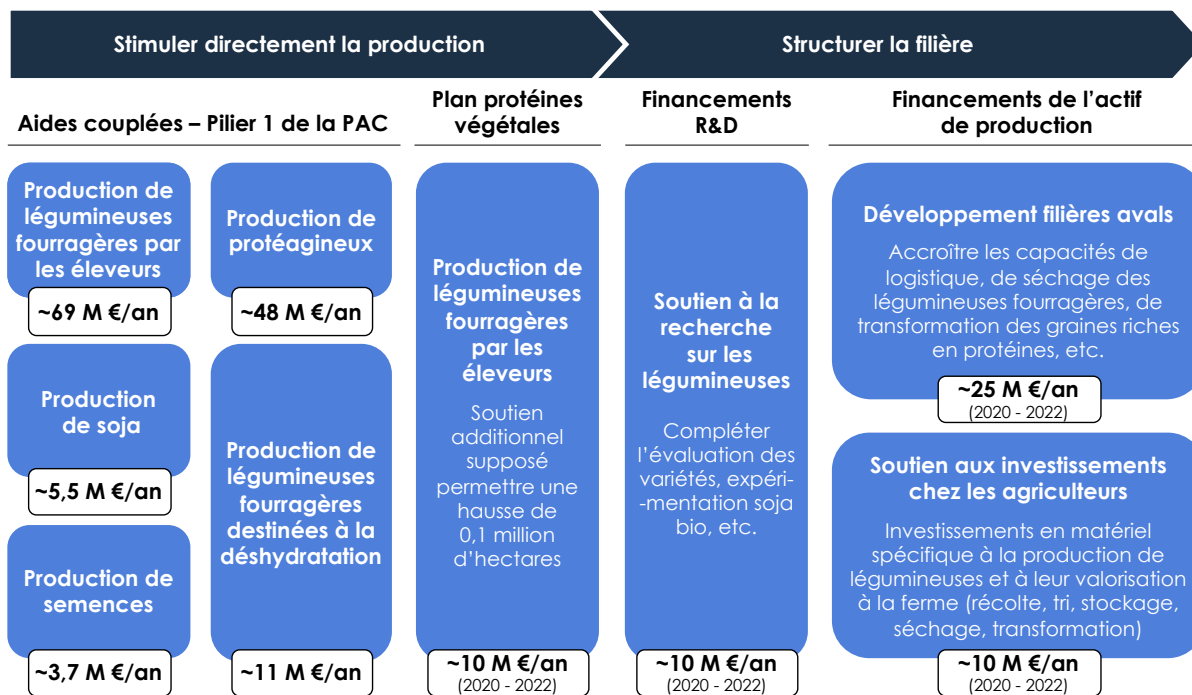 Stimuler directement la production
Structurer la filière
Aides couplées – Pilier 1 de la PAC
Plan protéines
végétales
Financements
R&D
Financements de l'actif
de production
Production de
légumineuses
fourragères par
les éleveurs
~69 M €/an
Production de
protéagineux
~48 M €/an
Production
de soja
~5,5 M €/an
Production de
semences
~3,7 M €/an
Production de
légumineuses
fourragères
destinées à la
déshydratation
~11 M €/an
Production de
légumineuses
fourragères
par les
éleveurs
Soutien
additionnel
supposé
permettre une
hausse de
0,1 million
d'hectares
~10 M €/an
(2020 - 2022)
Soutien à la
recherche
sur les
légumineuses
Compléter
l'évaluation des
variétés, expéri-
-mentation soja
bio, etc.
~10 M €/an
(2020 - 2022)
Développement filières avals
Accroître les capacités de
logistique, de séchage des
légumineuses fourragères, de
transformation des graines riches
en protéines, etc.
~25 M €/an
(2020 - 2022)
Soutien aux investissements
chez les agriculteurs
Investissements en matériel
spécifique à la production de
légumineuses et à leur valorisation
à la ferme (récolte, tri, stockage,
séchage, transformation)
~10 M €/an
(2020 - 2022)